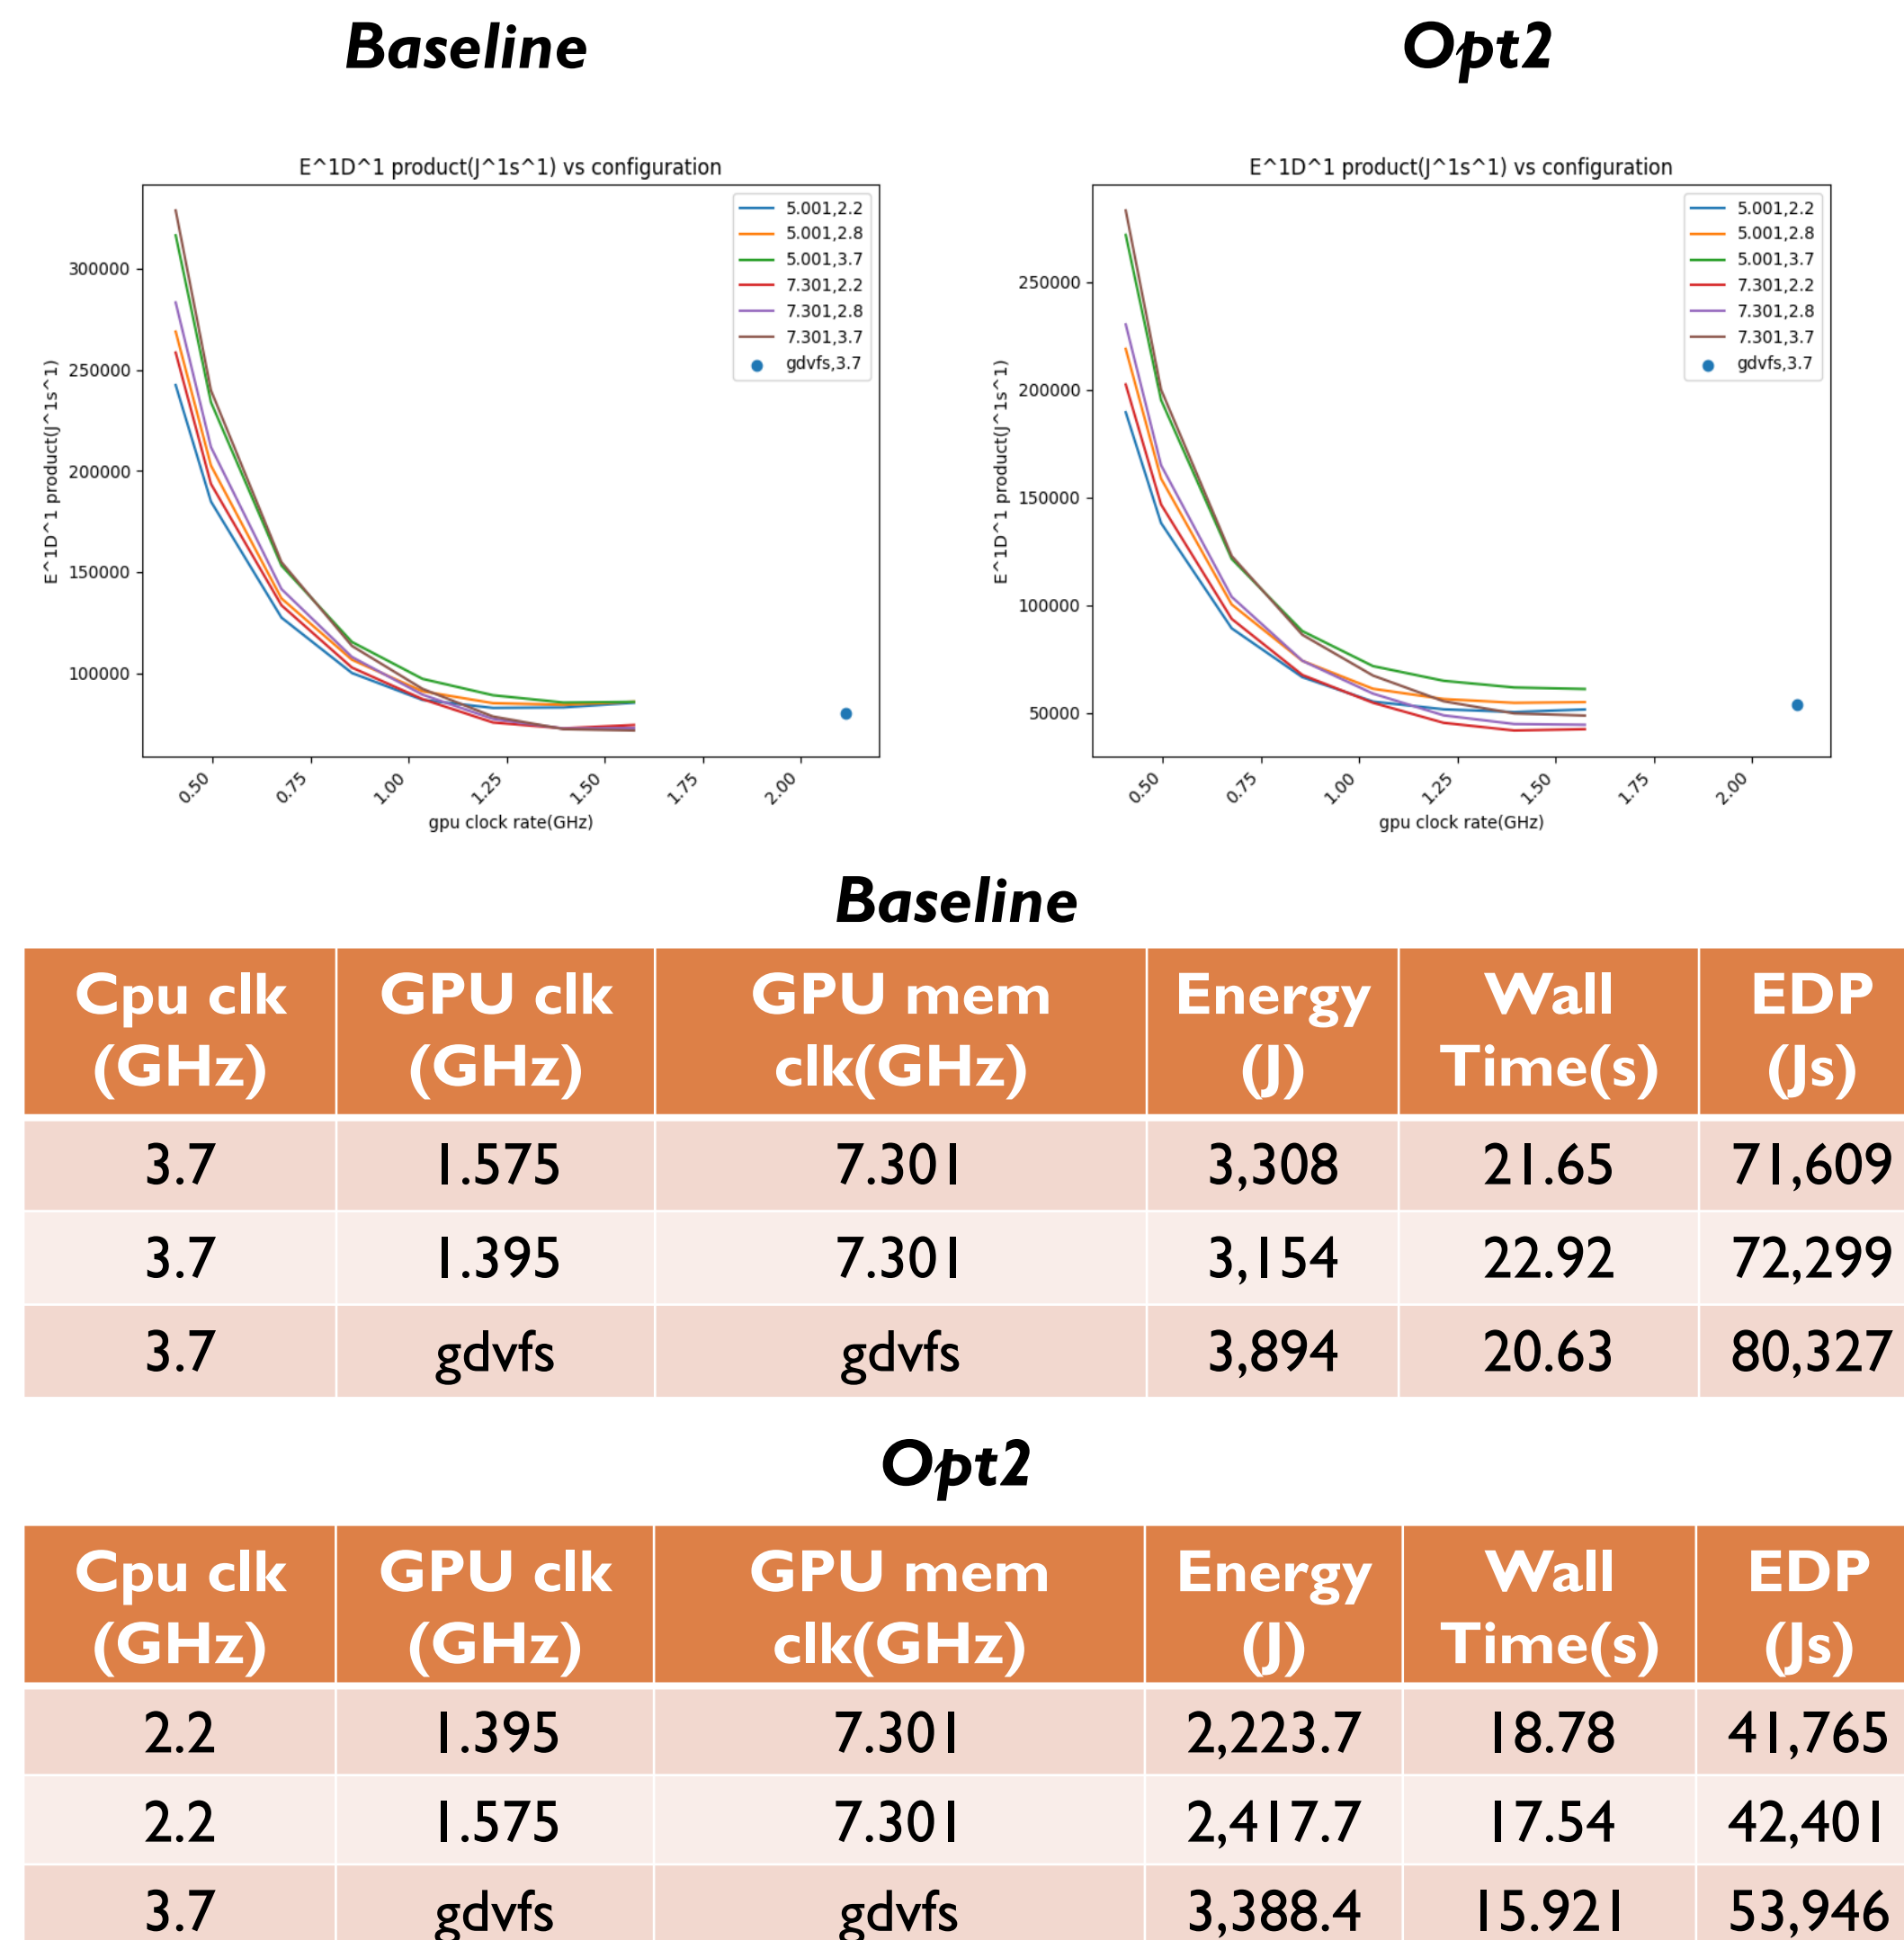 Baseline
Opt2
E^1D^1 product(J^1s^1) vs configuration
5.001,2.2
5.001,2.8
5.001,3.7
7.301,2.2
7.301,2.8
7.301,3.7
gdvfs,3.7
300000
250000
200000
150000
100000
E^1D^1 product(J^1s^1)
0.50 0.75 1.00 1.25 1.50 1.75 2.00
gpu clock rate(GHz)
E^1D^1 product(J^1s^1) vs configuration
5.001,2.2
5.001,2.8
5.001,3.7
7.301,2.2
7.301,2.8
7.301,3.7
gdvfs,3.7
250000
200000
150000
100000
50000
E^1D^1 product(J^1s^1)
0.50 0.75 1.00 1.25 1.50 1.75 2.00
gpu clock rate(GHz)
Baseline
Cpu clk GPU clk GPU mem Energy Wall EDP
(GHz) (GHz) clk(GHz) (J) Time(s) (Js)
3.7 1.575 7.301 3,308 21.65 71,609
3.7 1.395 7.301 3,154 22.92 72,299
3.7 gdvfs gdvfs 3,894 20.63 80,327
Opt2
Cpu clk GPU clk GPU mem Energy Wall EDP
(GHz) (GHz) clk(GHz) (J) Time(s) (Js)
2.2 1.395 7.301 2,223.7 18.78 41,765
2.2 1.575 7.301 2,417.7 17.54 42,401
3.7 gdvfs gdvfs 3,388.4 15.921 53,946